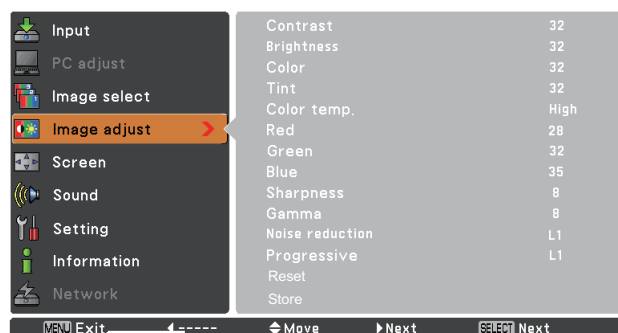 Input
PC adjust
Image select
Image adjust
Screen
Sound
Setting
Information
Network
Contrast 32
Brightness 32
Color 32
Tint 32
Color temp. High
Red 28
Green 32
Blue 35
Sharpness 8
Gamma 8
Noise reduction L1
Progressive L1
Reset
Store
MENU Exit ----- Move Next SELECT Next